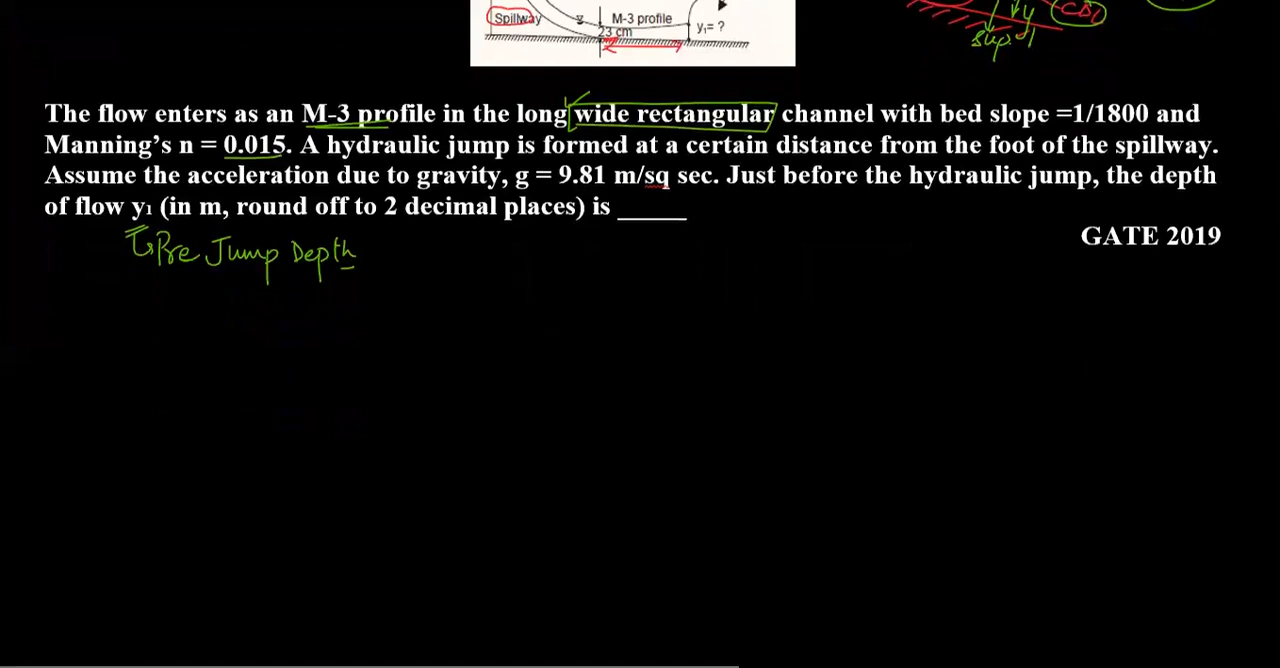 Spillway
M-3 profile
23 cm
y₁= ?
y
CDL
Sup.
The flow enters as an M-3 profile in the long wide rectangular channel with bed slope =1/1800 and
Manning’s n = 0.015. A hydraulic jump is formed at a certain distance from the foot of the spillway.
Assume the acceleration due to gravity, g = 9.81 m/sq sec. Just before the hydraulic jump, the depth
of flow y₁ (in m, round off to 2 decimal places) is ______
GATE 2019
Pre Jump Depth